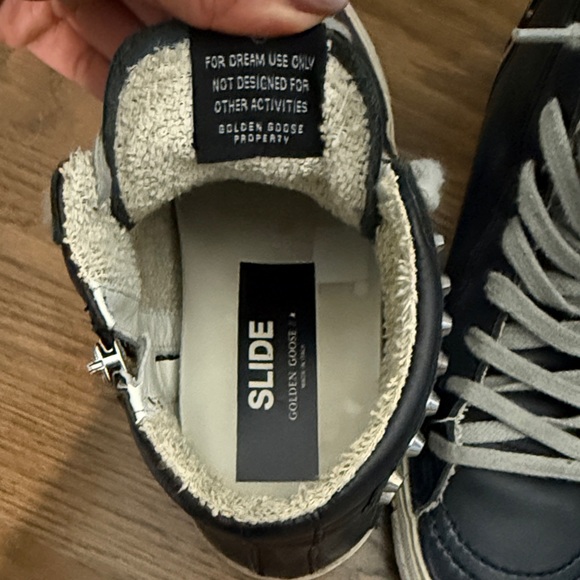 FOR DREAM USE ONLY
NOT DESIGNED FOR
OTHER ACTIVITIES
GOLDEN GOOSE
PROPERTY
SLIDE
GOLDEN GOOSE
MADE IN ITALY